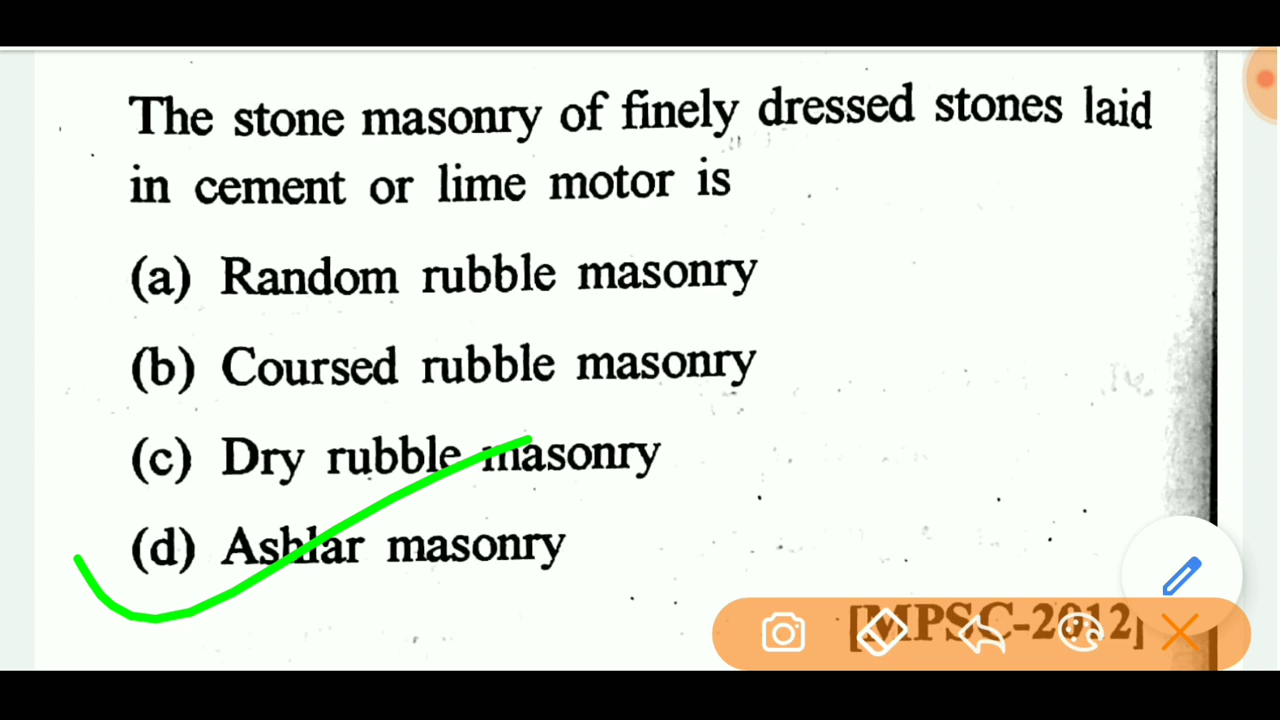 The stone masonry of finely dressed stones laid
in cement or lime motor is
(a) Random rubble masonry
(b) Coursed rubble masonry
(c) Dry rubble masonry
(d) Ashlar masonry
[MPSC-2012]